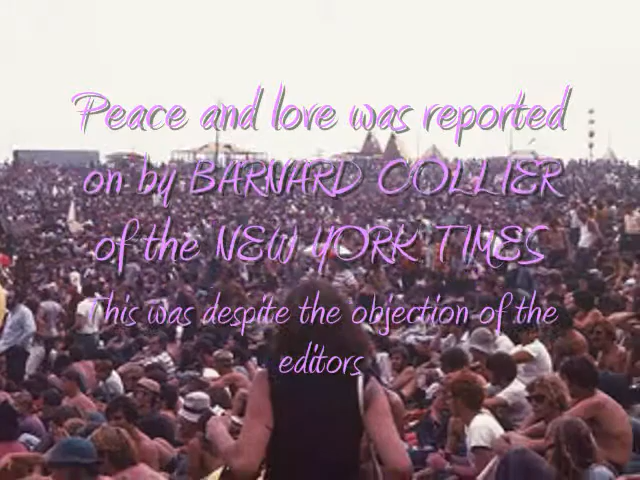 Peace and love was reported
on by BARNARD COLLIER
of the NEW YORK TIMES
This was despite the objection of the
editors